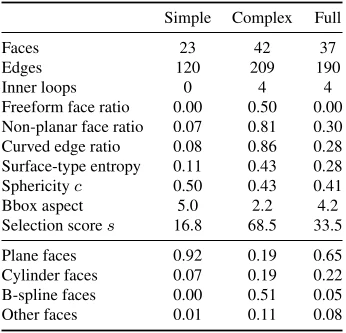 Simple Complex Full
Faces 23 42 37
Edges 120 209 190
Inner loops 0 4 4
Freeform face ratio 0.00 0.50 0.00
Non-planar face ratio 0.07 0.81 0.30
Curved edge ratio 0.08 0.86 0.28
Surface-type entropy 0.11 0.43 0.28
Sphericity c 0.50 0.43 0.41
Bbox aspect 5.0 2.2 4.2
Selection score s 16.8 68.5 33.5
Plane faces 0.92 0.19 0.65
Cylinder faces 0.07 0.19 0.22
B-spline faces 0.00 0.51 0.05
Other faces 0.01 0.11 0.08